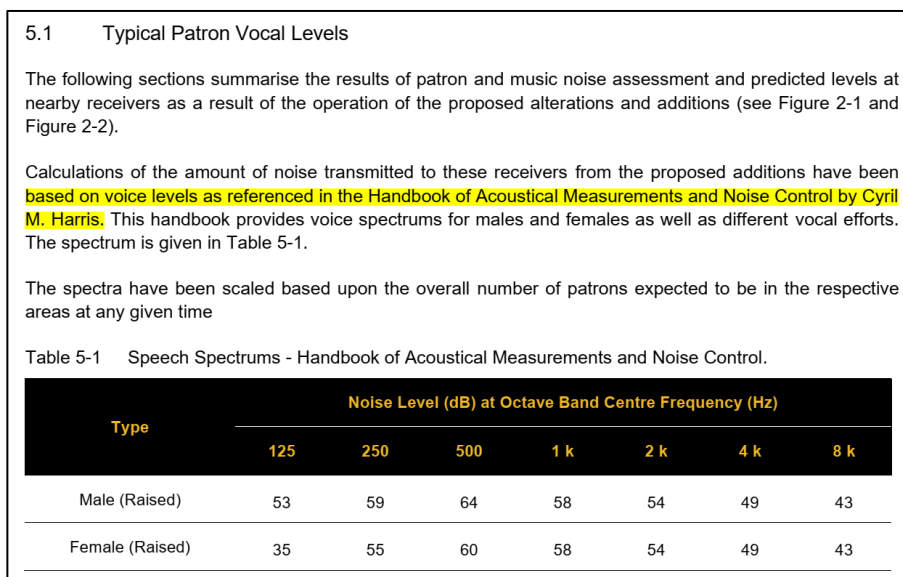 5.1 Typical Patron Vocal Levels
The following sections summarise the results of patron and music noise assessment and predicted levels at
nearby receivers as a result of the operation of the proposed alterations and additions (see Figure 2-1 and
Figure 2-2).
Calculations of the amount of noise transmitted to these receivers from the proposed additions have been
based on voice levels as referenced in the Handbook of Acoustical Measurements and Noise Control by Cyril
M. Harris. This handbook provides voice spectrums for males and females as well as different vocal efforts.
The spectrum is given in Table 5-1.
The spectra have been scaled based upon the overall number of patrons expected to be in the respective
areas at any given time
Table 5-1 Speech Spectrums - Handbook of Acoustical Measurements and Noise Control.
Noise Level (dB) at Octave Band Centre Frequency (Hz)
Type
125 250 500 1 k 2 k 4 k 8 k
Male (Raised) 53 59 64 58 54 49 43
Female (Raised) 35 55 60 58 54 49 43